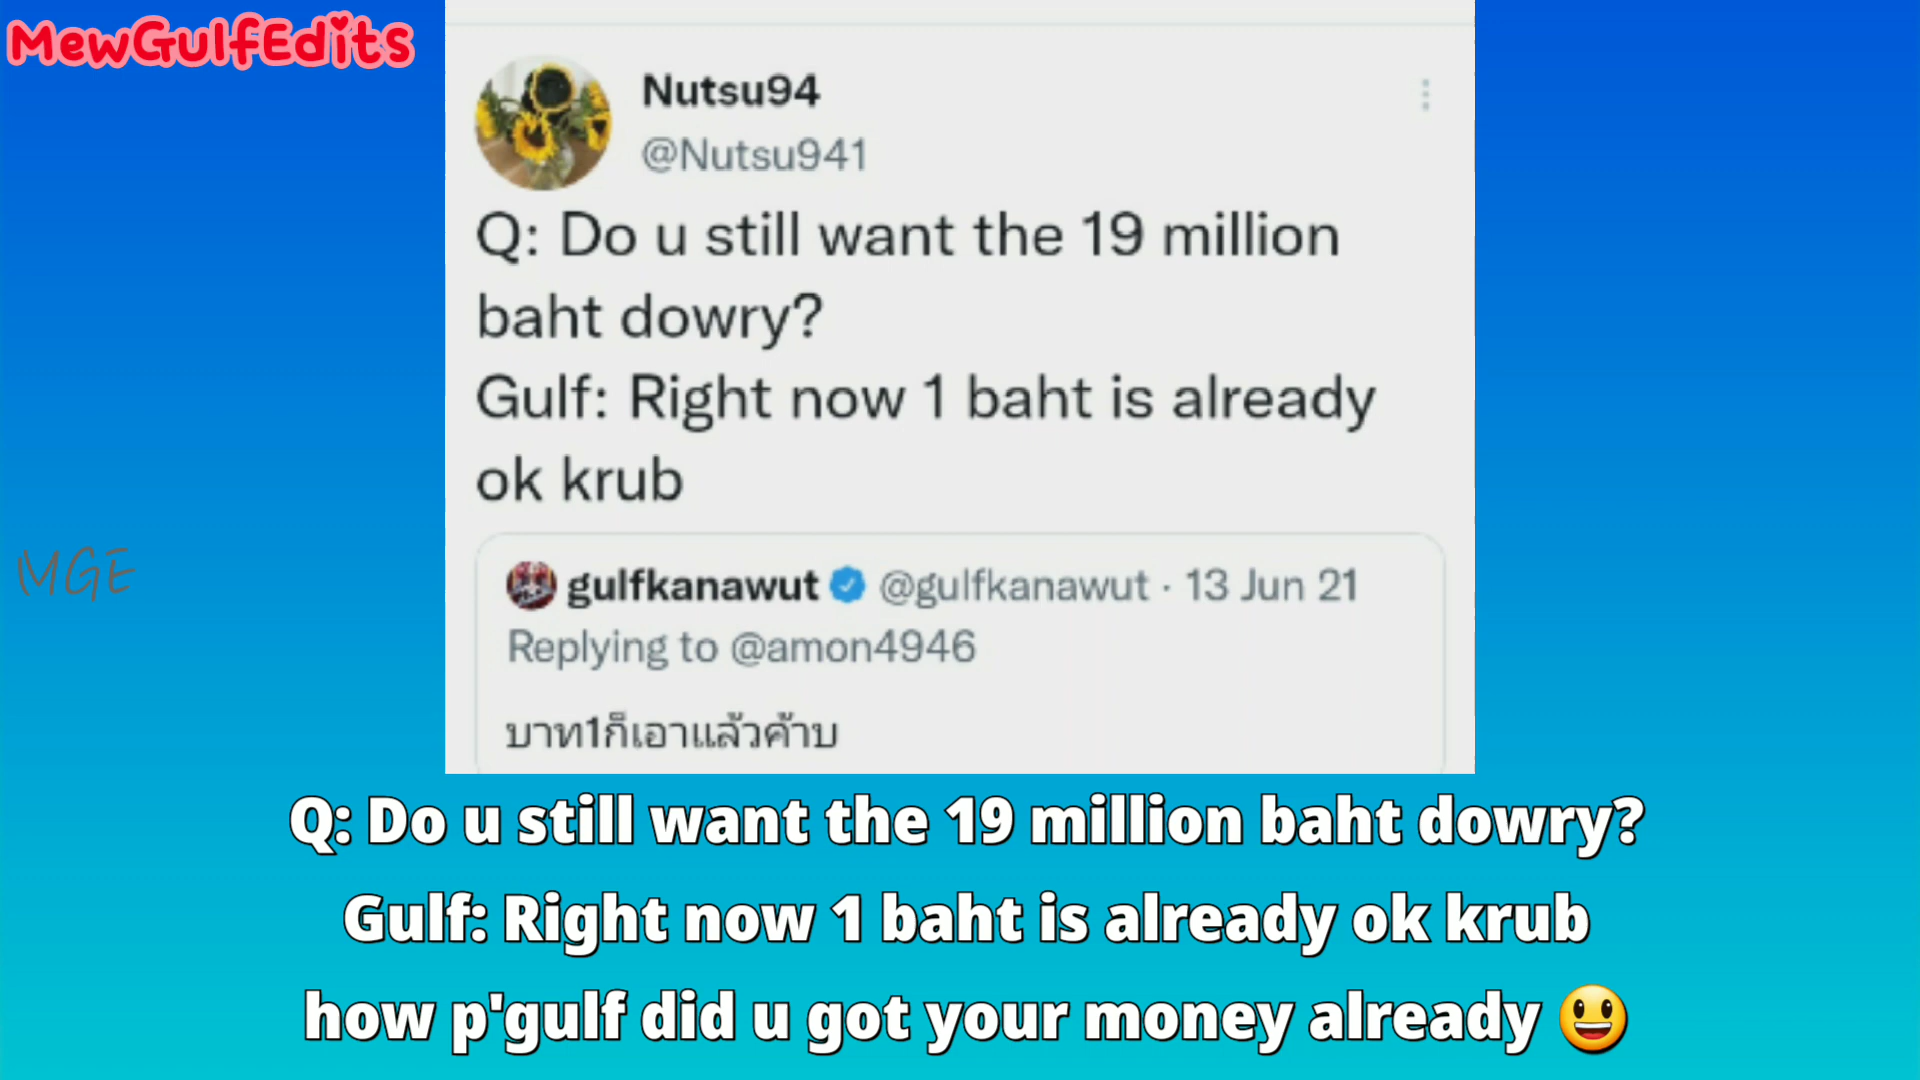 MewGulfEdits
Nutsu94
@Nutsu941
Q: Do u still want the 19 million
baht dowry?
Gulf: Right now 1 baht is already
ok krub
gulfkanawut @gulfkanawut · 13 Jun 21
Replying to @amon4946
บาท1ก็เอาแล้วค้าบ
MGE
Q: Do u still want the 19 million baht dowry?
Gulf: Right now 1 baht is already ok krub
how p'gulf did u got your money already 😃